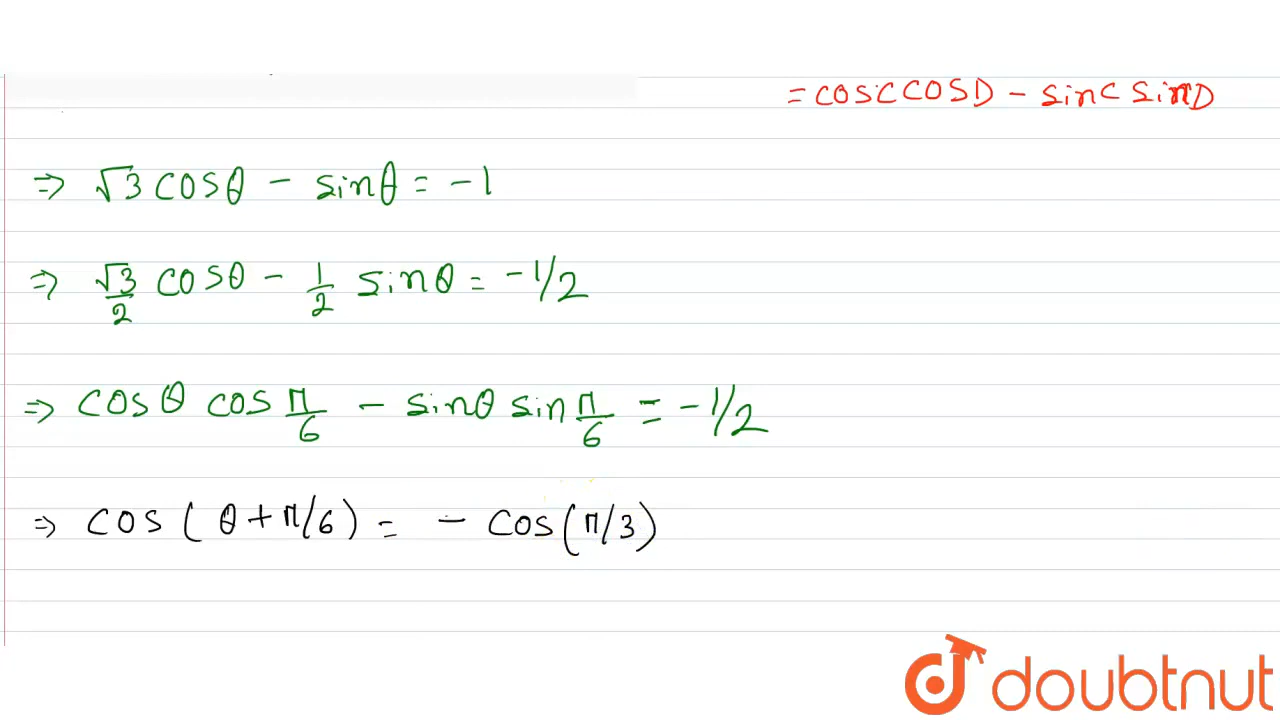 = cosC COSD - sinC sinD
⇒ √3 cosθ - sinθ = -1
⇒ √3/2 cosθ - 1/2 sinθ = -1/2
⇒ cosθ cos π/6 - sinθ sin π/6 = -1/2
⇒ cos(θ+π/6) = - cos(π/3)
doubtnut